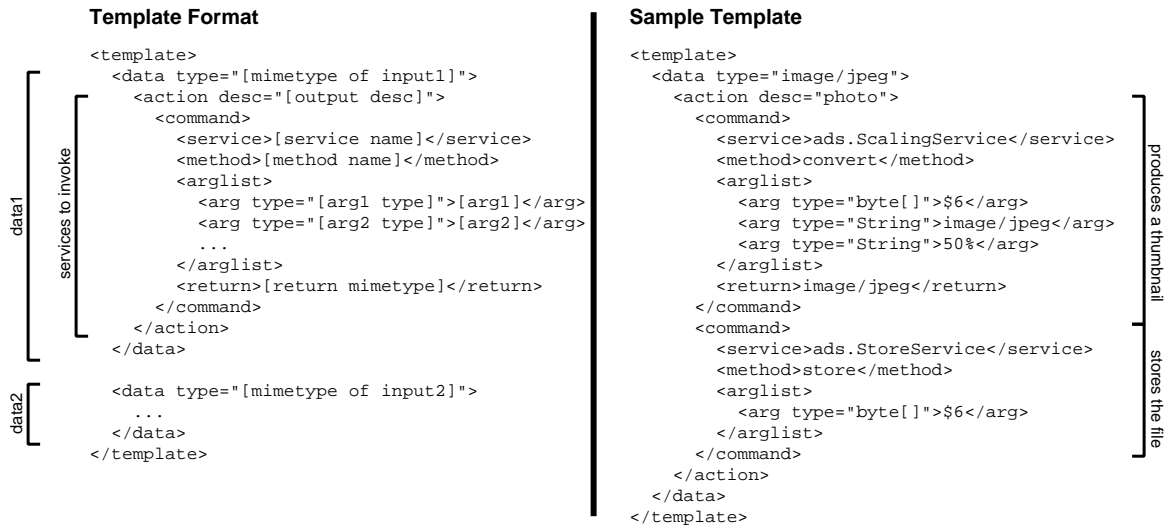 Template Format
<template>
<data type="[mimetype of input1]">
<action desc="[output desc]">
<command>
<service>[service name]</service>
<method>[method name]</method>
<arglist>
<arg type="[arg1 type]">[arg1]</arg>
<arg type="[arg2 type]">[arg2]</arg>
...
</arglist>
<return>[return mimetype]</return>
</command>
</action>
</data>
<data type="[mimetype of input2]">
...
</data>
</template>
data1
services to invoke
data2
Sample Template
<template>
<data type="image/jpeg">
<action desc="photo">
<command>
<service>ads.ScalingService</service>
<method>convert</method>
<arglist>
<arg type="byte[]">$6</arg>
<arg type="String">image/jpeg</arg>
<arg type="String">50%</arg>
</arglist>
<return>image/jpeg</return>
</command>
<command>
<service>ads.StoreService</service>
<method>store</method>
<arglist>
<arg type="byte[]">$6</arg>
</arglist>
</command>
</action>
</data>
</template>
produces a thumbnail
stores the file